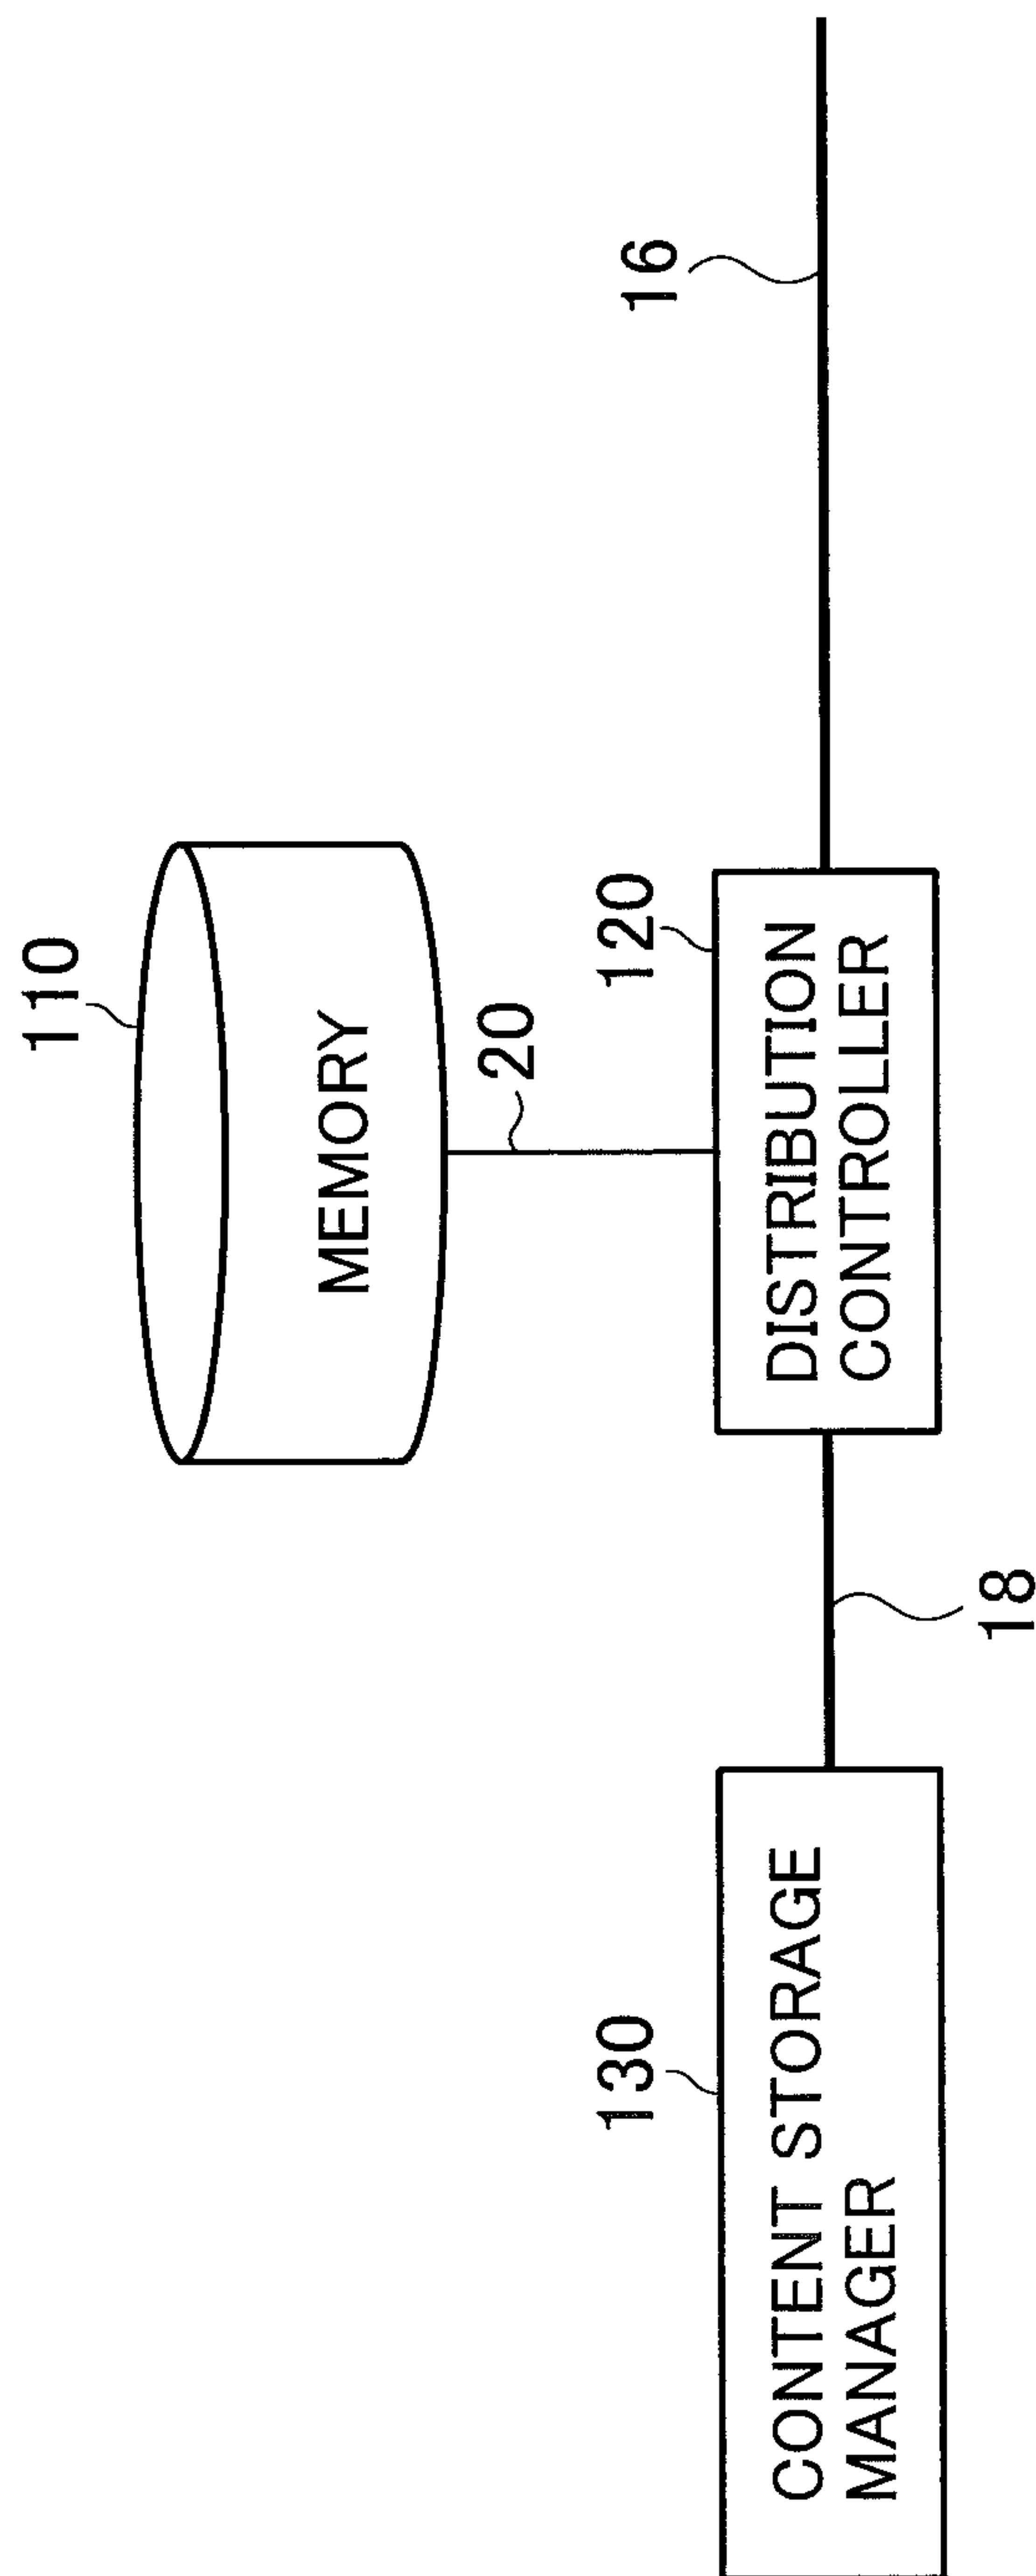 110
MEMORY
20
16
120
DISTRIBUTION
CONTROLLER
130
CONTENT STORAGE
MANAGER
18